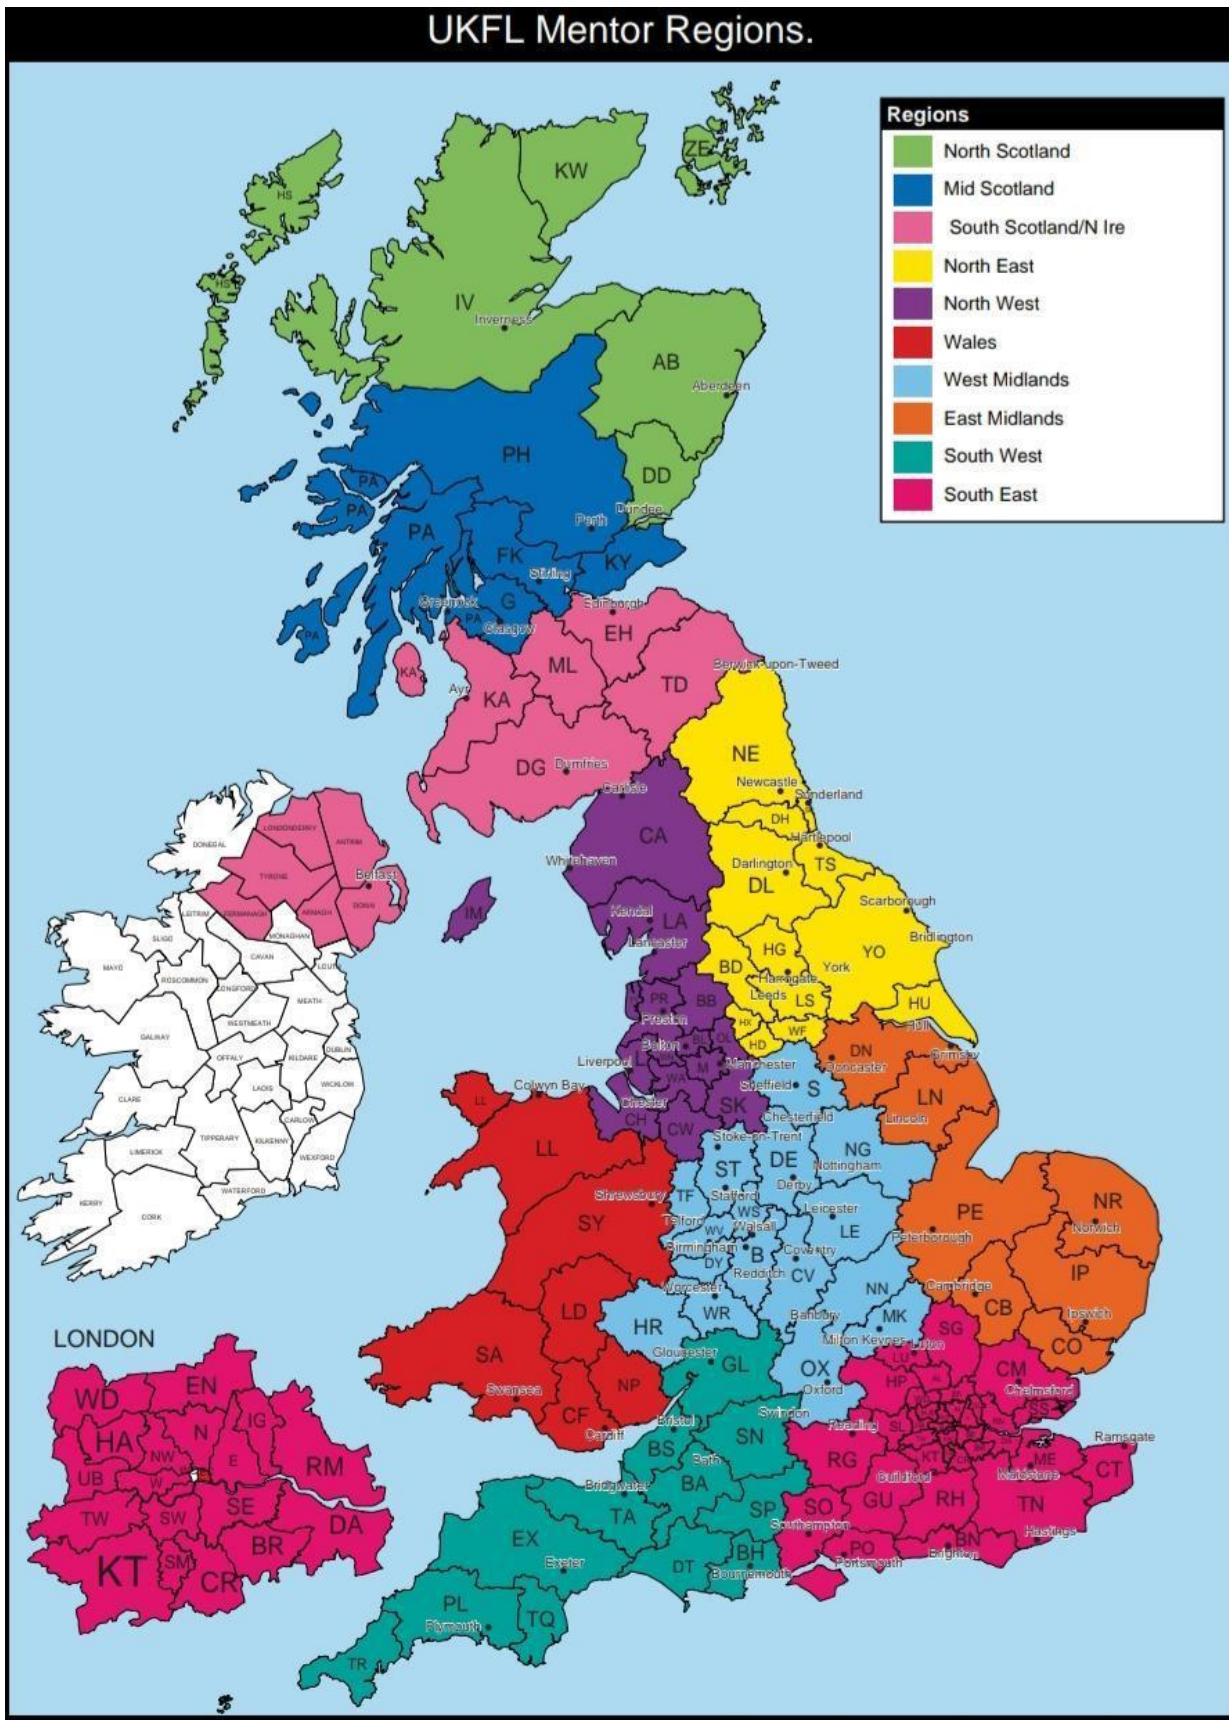 UKFL Mentor Regions.
Regions
North Scotland
Mid Scotland
South Scotland/N Ire
North East
North West
Wales
West Midlands
East Midlands
South West
South East
ZE
KW
HS
HS
IV
Inverness
AB
Aberdeen
PH
DD
Dundee
PA
PA
PA
Perth
FK
KY
Stirling
Greenock
G
PA
Glasgow
PA
Edinburgh
EH
ML
KA
Ayr
KA
TD
Berwick-upon-Tweed
DG
Dumfries
NE
Newcastle
Sunderland
Carlisle
DH
Hartlepool
CA
Whitehaven
Darlington
TS
DL
Scarborough
IM
Kendal
LA
Lancaster
Bridlington
HG
YO
BD
Harrogate
York
Leeds
LS
HU
PR
BB
Preston
HX
WF
Hull
HD
Bolton
OL
DN
Grimsby
Liverpool
L
M
Manchester
Doncaster
WA
Sheffield
S
LN
Colwyn Bay
LL
Chester
SK
Chesterfield
Lincoln
CH
CW
Stoke-on-Trent
LL
ST
DE
NG
Nottingham
Derby
Shrewsbury
TF
Stafford
SY
WS
Leicester
PE
NR
Norwich
Telford
WV
Walsall
LE
Peterborough
Birmingham
B
Coventry
DY
Redditch
CV
IP
Worcester
NN
Cambridge
LD
WR
Banbury
MK
CB
Ipswich
HR
Milton Keynes
Luton
SG
CO
SA
Gloucester
GL
LU
OX
HP
AL
CM
Chelmsford
Swansea
NP
Oxford
SS
CF
Swindon
Cardiff
Bristol
Reading
SL
BS
SN
Ramsgate
Bath
RG
KT
ME
CT
Guildford
Maidstone
Bridgwater
BA
TA
SP
SO
GU
RH
TN
EX
Southampton
Hastings
BN
PO
Brighton
Exeter
DT
BH
Portsmouth
Bournemouth
PL
TQ
Plymouth
TR
DONEGAL
LONDONDERRY
ANTRIM
TYRONE
Belfast
DOWN
FERMANAGH
ARMAGH
LEITRIM
SLIGO
MONAGHAN
CAVAN
MAYO
ROSCOMMON
LONGFORD
LOUTH
MEATH
WESTMEATH
GALWAY
OFFALY
KILDARE
DUBLIN
LAOIS
WICKLOW
CLARE
CARLOW
TIPPERARY
KILKENNY
LIMERICK
WEXFORD
WATERFORD
KERRY
CORK
LONDON
WD
EN
HA
N
IG
NW
E
UB
W
RM
TW
SW
SE
DA
KT
SM
BR
CR